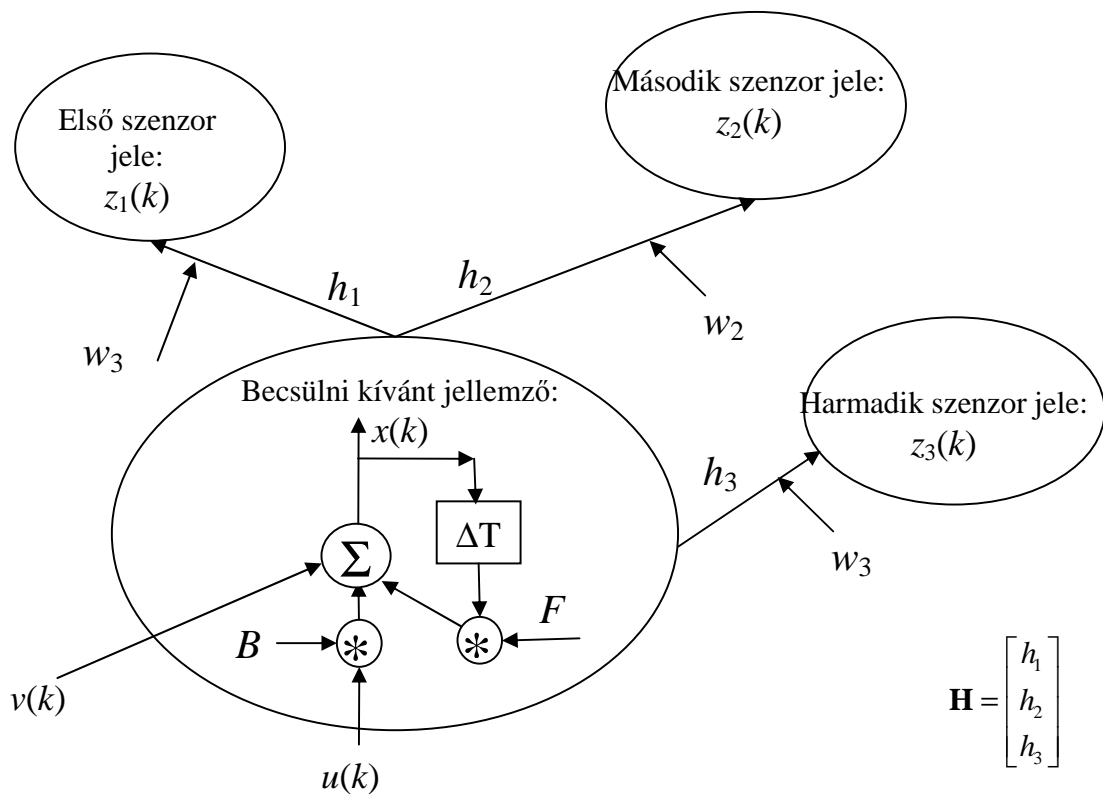 Első szenzor
jele:
z₁(k)
Második szenzor jele:
z₂(k)
h₁
h₂
w₃
w₂
Harmadik szenzor jele:
z₃(k)
h₃
w₃
Becsülni kívánt jellemző:
x(k)
ΔT
Σ
F
B
*
*
v(k)
u(k)
H = [h₁
h₂
h₃]